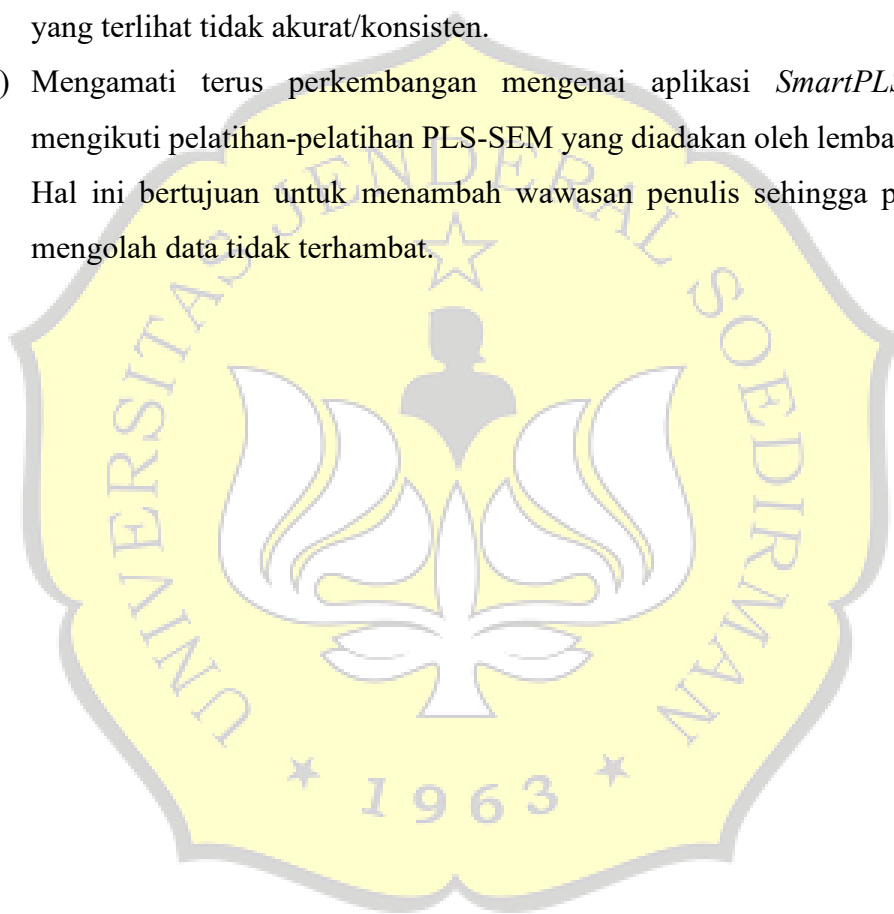 yang terlihat tidak akurat/konsisten.
) Mengamati terus perkembangan mengenai aplikasi SmartPLS
mengikuti pelatihan-pelatihan PLS-SEM yang diadakan oleh
Hal ini bertujuan untuk menambah wawasan penulis sehingga
mengolah data tidak terhambat.
UNIVERSITAS JENDERAL SOEDIRMAN
★ 1963 ★